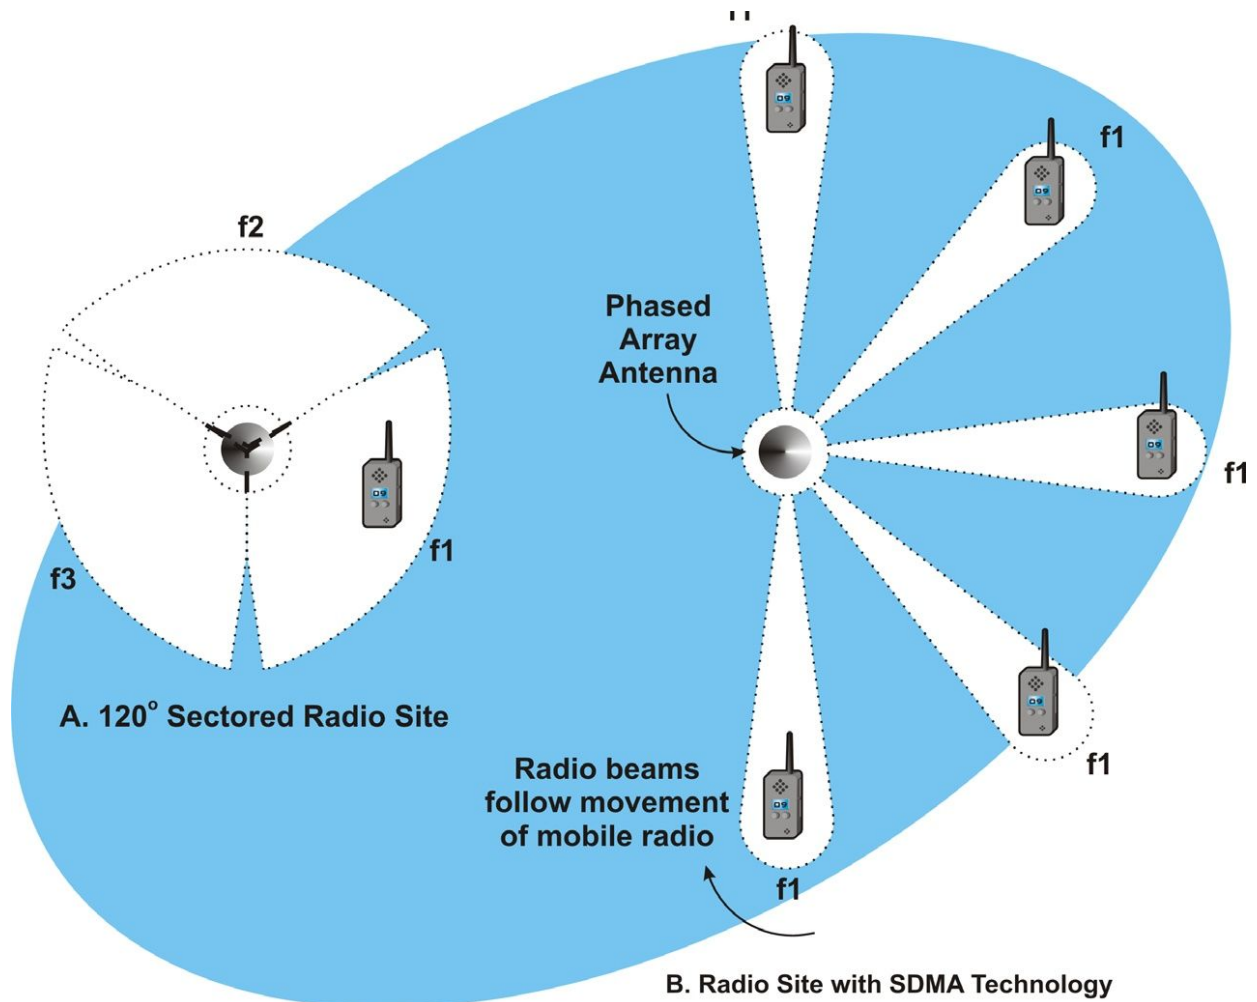 f1
f2
Phased
Array
Antenna
f1
f1
f3
A. 120° Sectored Radio Site
f1
Radio beams
follow movement
of mobile radio
f1
B. Radio Site with SDMA Technology